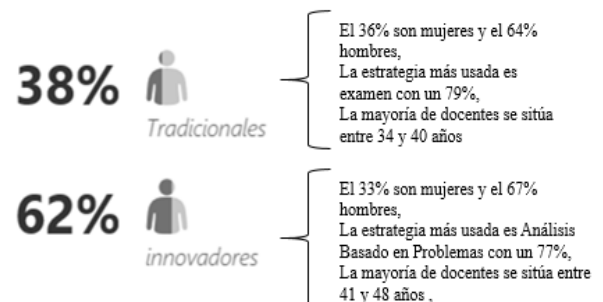 38%
Tradicionales
El 36% son mujeres y el 64%
hombres,
La estrategia más usada es
examen con un 79%,
La mayoría de docentes se sitúa
entre 34 y 40 años
62%
innovadores
El 33% son mujeres y el 67%
hombres,
La estrategia más usada es Análisis
Basado en Problemas con un 77%,
La mayoría de docentes se sitúa entre
41 y 48 años ,